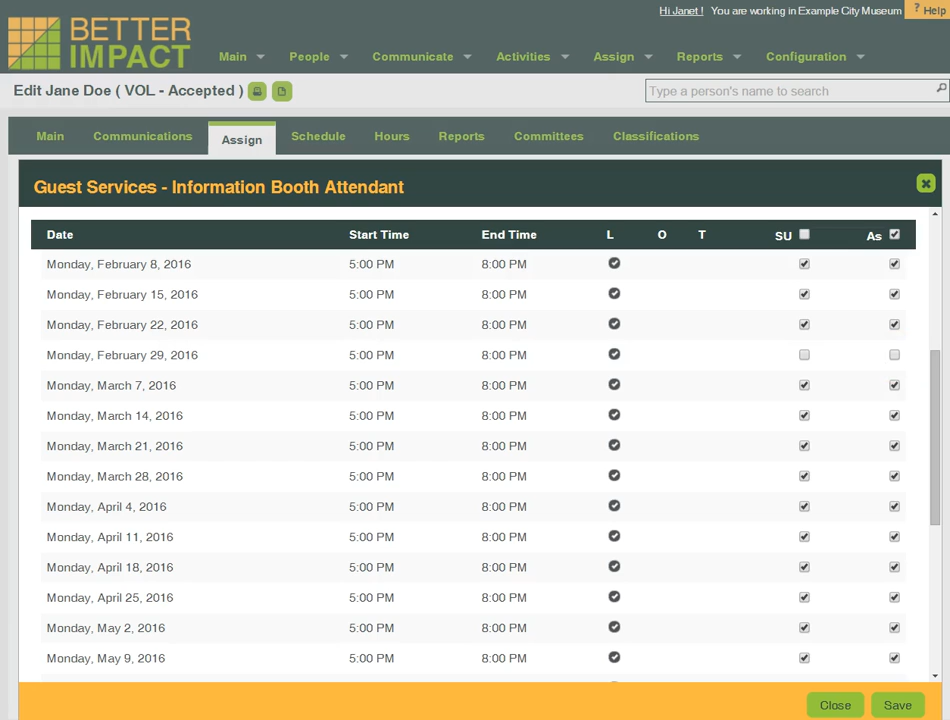 Hi Janet ! You are working in Example City Museum ? Help
BETTER
IMPACT
Main People Communicate Activities Assign Reports Configuration
Edit Jane Doe ( VOL - Accepted ) Type a person's name to search
Main Communications Assign Schedule Hours Reports Committees Classifications
Guest Services - Information Booth Attendant
Date Start Time End Time L O T SU As
Monday, February 8, 2016 5:00 PM 8:00 PM
Monday, February 15, 2016 5:00 PM 8:00 PM
Monday, February 22, 2016 5:00 PM 8:00 PM
Monday, February 29, 2016 5:00 PM 8:00 PM
Monday, March 7, 2016 5:00 PM 8:00 PM
Monday, March 14, 2016 5:00 PM 8:00 PM
Monday, March 21, 2016 5:00 PM 8:00 PM
Monday, March 28, 2016 5:00 PM 8:00 PM
Monday, April 4, 2016 5:00 PM 8:00 PM
Monday, April 11, 2016 5:00 PM 8:00 PM
Monday, April 18, 2016 5:00 PM 8:00 PM
Monday, April 25, 2016 5:00 PM 8:00 PM
Monday, May 2, 2016 5:00 PM 8:00 PM
Monday, May 9, 2016 5:00 PM 8:00 PM
Close Save